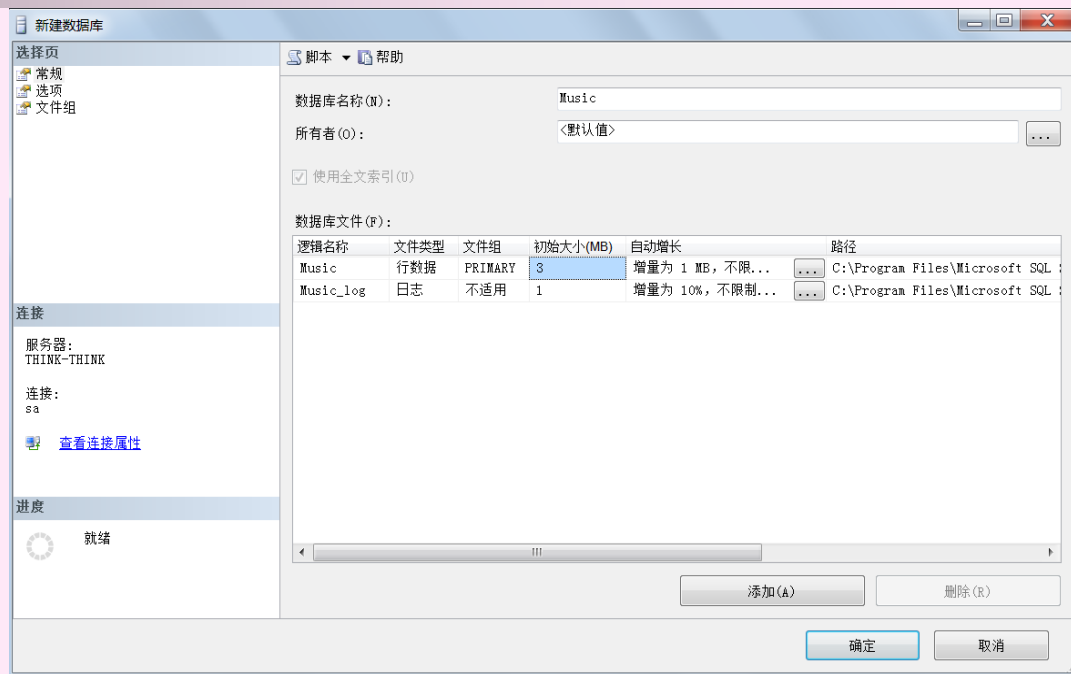 新建数据库
选择页
常规
选项
文件组
脚本 帮助
数据库名称(N): Music
所有者(O): <默认值> ...
使用全文索引(U)
数据库文件(F):
逻辑名称 文件类型 文件组 初始大小(MB) 自动增长 路径
Music 行数据 PRIMARY 3 增量为 1 MB，不限... ... C:\Program Files\Microsoft SQL
Music_log 日志 不适用 1 增量为 10%，不限制... ... C:\Program Files\Microsoft SQL
连接
服务器:
THINK-THINK
连接:
sa
查看连接属性
进度
就绪
添加(A) 删除(R)
确定 取消